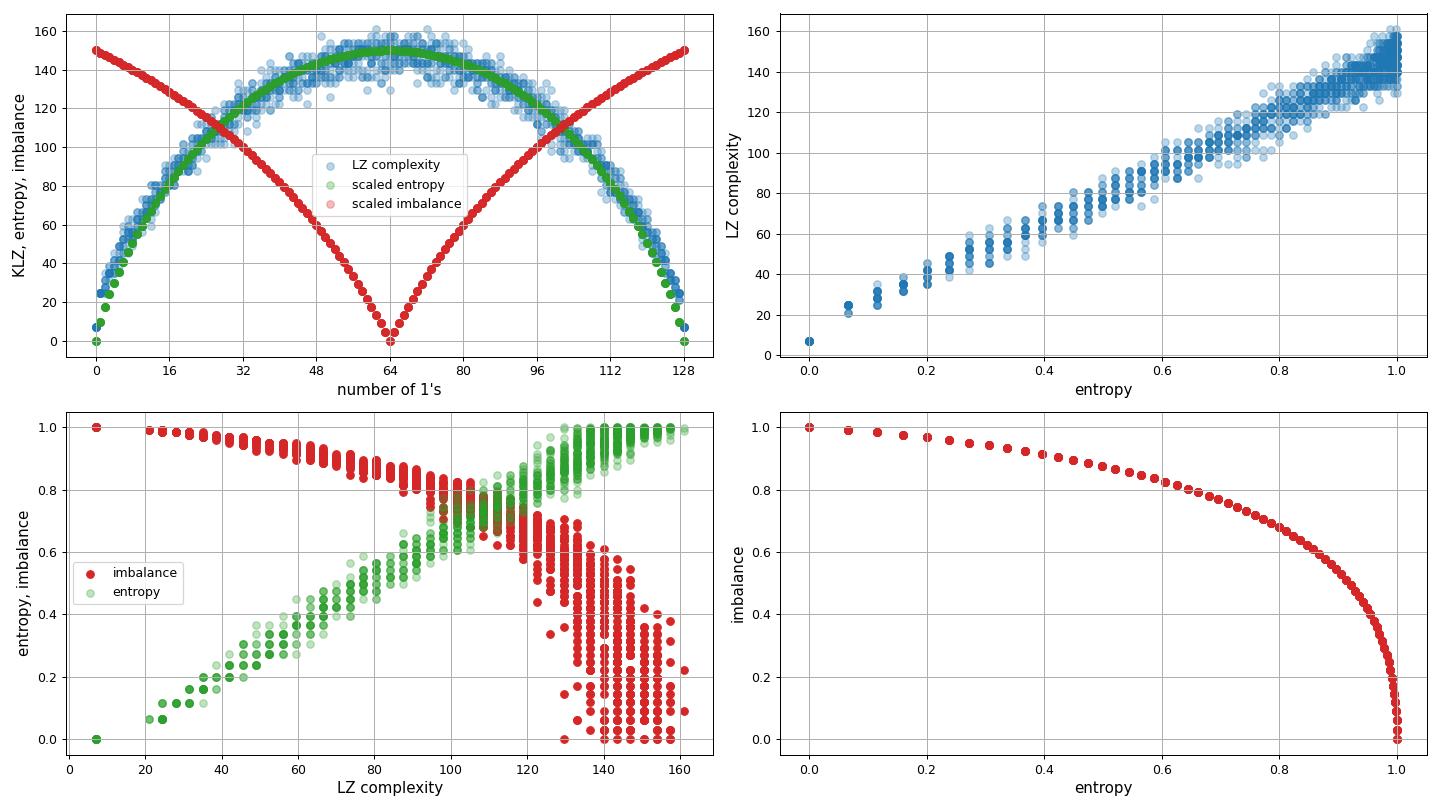 160
140
120
100
80
60
40
20
0
KLZ, entropy, imbalance
LZ complexity
scaled entropy
scaled imbalance
0 16 32 48 64 80 96 112 128
number of 1's
160
140
120
100
80
60
40
20
0
LZ complexity
0.0 0.2 0.4 0.6 0.8 1.0
entropy
1.0
0.8
0.6
0.4
0.2
0.0
entropy, imbalance
imbalance
entropy
0 20 40 60 80 100 120 140 160
LZ complexity
1.0
0.8
0.6
0.4
0.2
0.0
imbalance
0.0 0.2 0.4 0.6 0.8 1.0
entropy